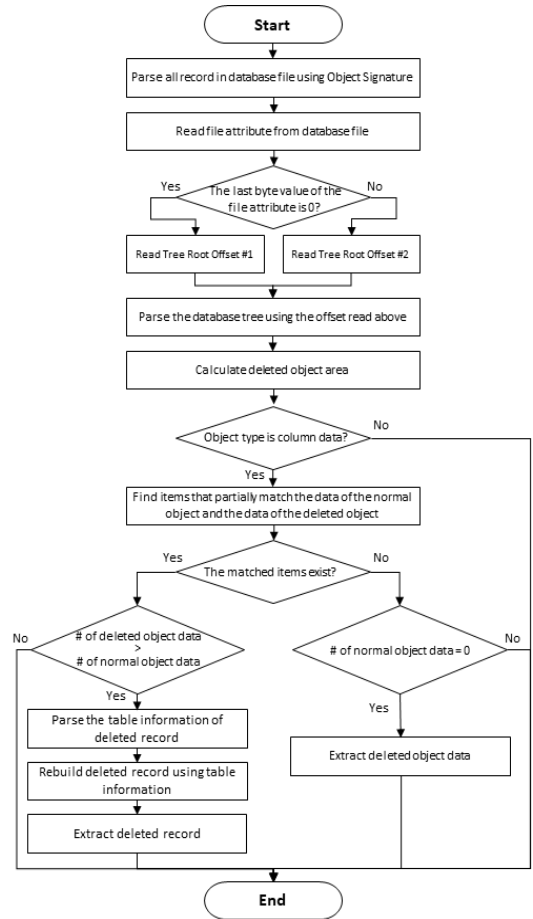 Start
Parse all record in database file using Object Signature
Read file attribute from database file
Yes
The last byte value of the
file attribute is 0?
No
Read Tree Root Offset #1
Read Tree Root Offset #2
Parse the database tree using the offset read above
Calculate deleted object area
Object type is column data?
No
Yes
Find items that partially match the data of the normal
object and the data of the deleted object
Yes
The matched items exist?
No
No
# of deleted object data
>
# of normal object data
# of normal object data = 0
No
Yes
Yes
Parse the table information of
deleted record
Rebuild deleted record using table
information
Extract deleted object data
Extract deleted record
End